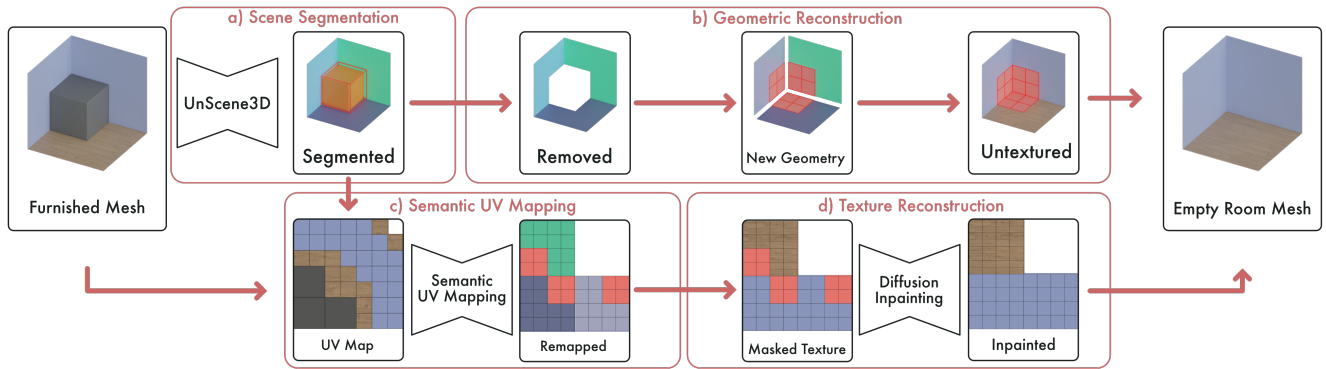 a) Scene Segmentation
b) Geometric Reconstruction
Furnished Mesh
UnScene3D
Segmented
Removed
New Geometry
Untextured
Empty Room Mesh
c) Semantic UV Mapping
d) Texture Reconstruction
UV Map
Semantic
UV Mapping
Remapped
Masked Texture
Diffusion
Inpainting
Inpainted